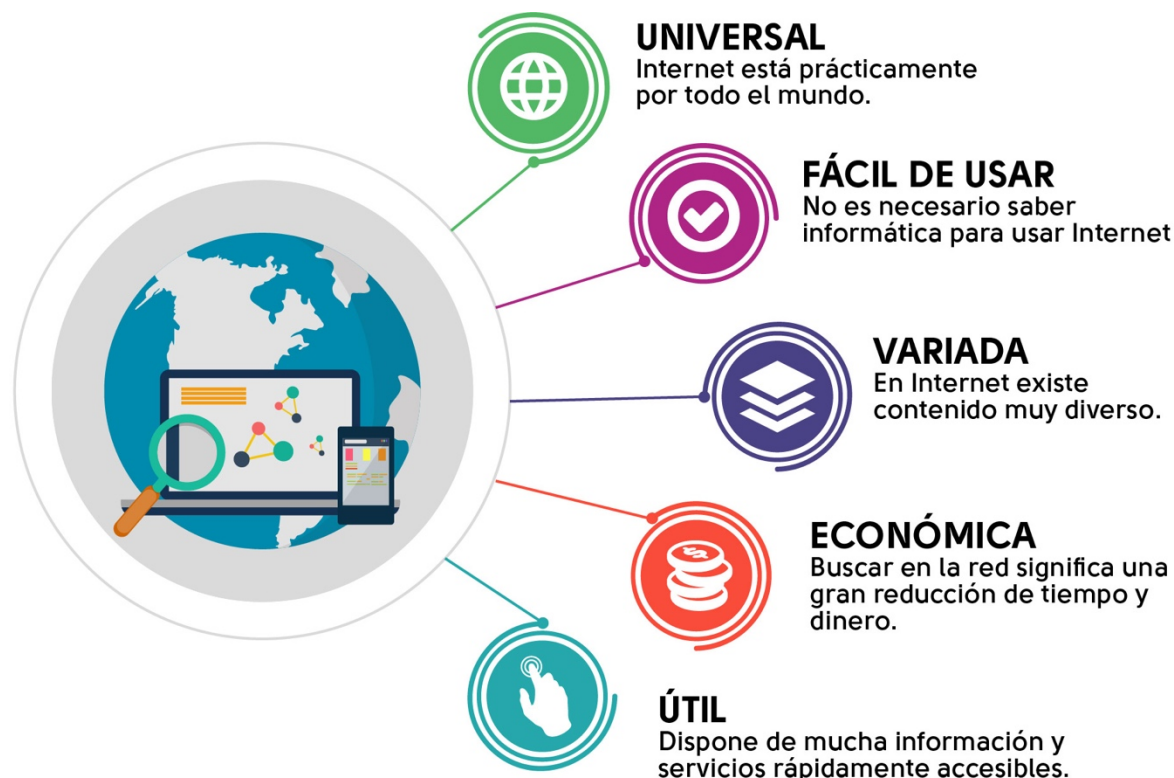 UNIVERSAL
Internet está prácticamente
por todo el mundo.
FÁCIL DE USAR
No es necesario saber
informática para usar Internet
VARIADA
En Internet existe
contenido muy diverso.
ECONÓMICA
Buscar en la red significa una
gran reducción de tiempo y
dinero.
ÚTIL
Dispone de mucha información y
servicios rápidamente accesibles.